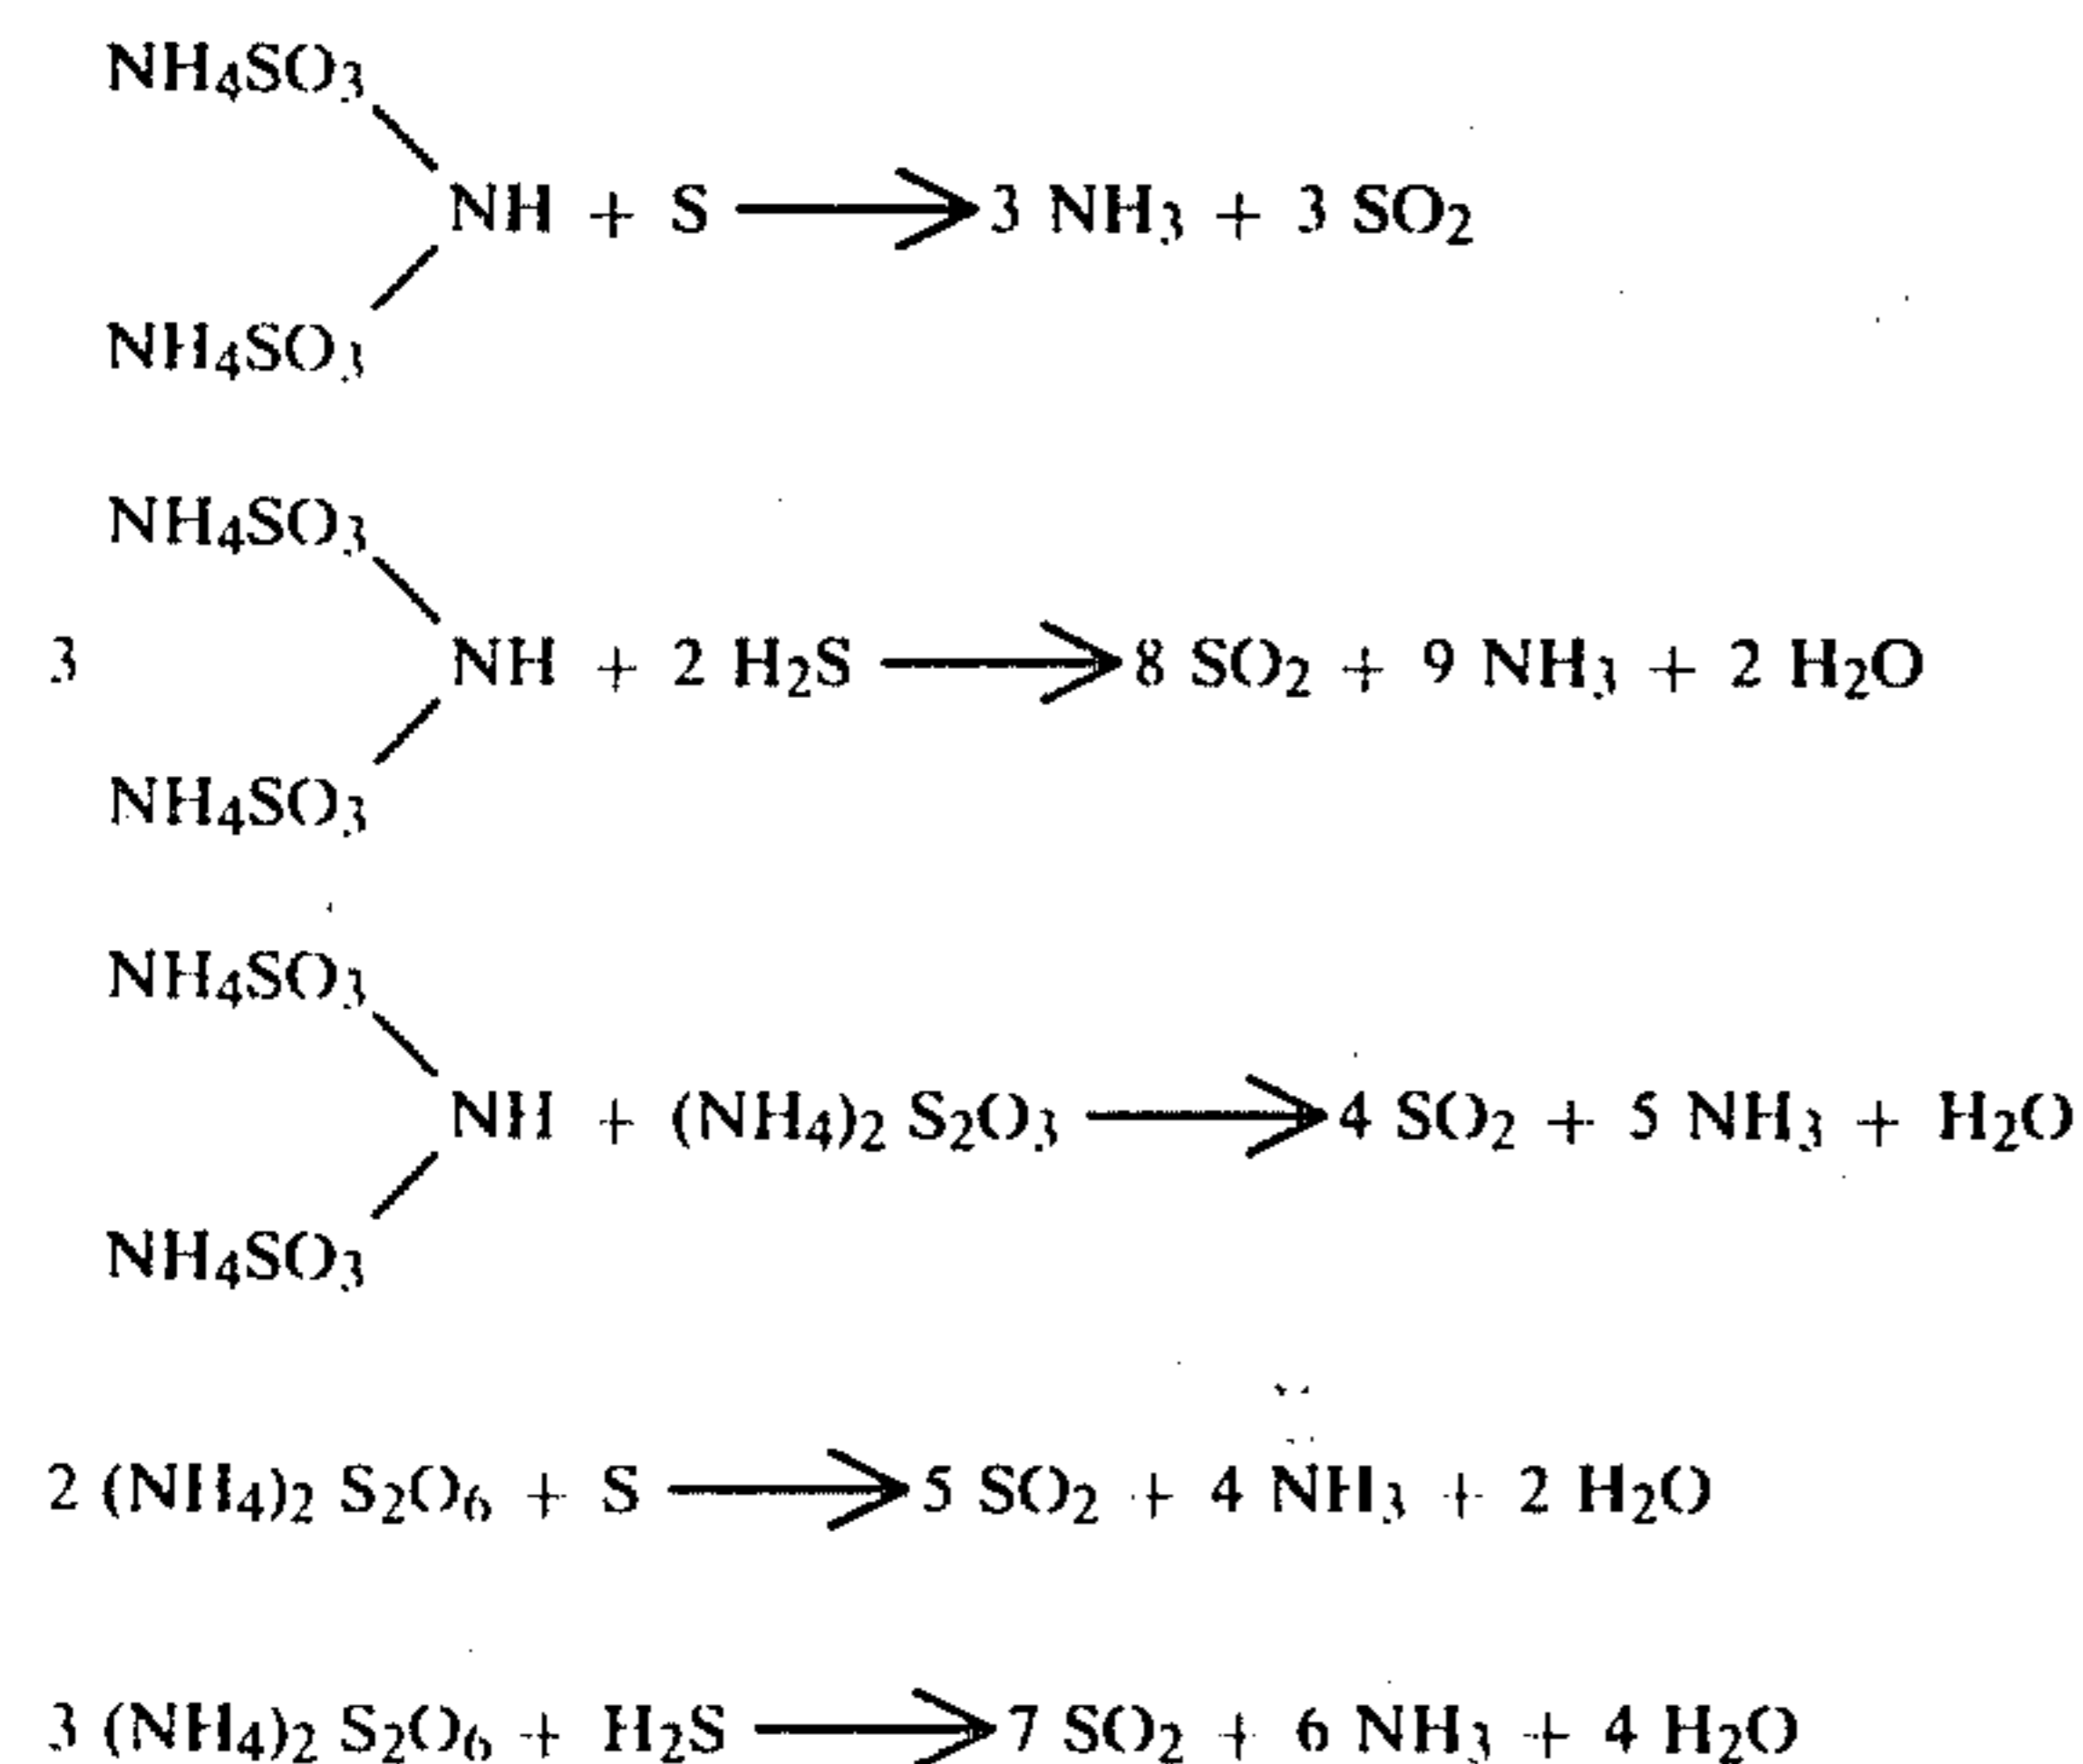 NH₄SO₃
NH + S ⟶ 3 NH₃ + 3 SO₂
NH₄SO₃
NH₄SO₃
3 NH + 2 H₂S ⟶ 8 SO₂ + 9 NH₃ + 2 H₂O
NH₄SO₃
NH₄SO₃
NH + (NH₄)₂ S₂O₃ ⟶ 4 SO₂ + 5 NH₃ + H₂O
NH₄SO₃
2 (NH₄)₂ S₂O₆ + S ⟶ 5 SO₂ + 4 NH₃ + 2 H₂O
3 (NH₄)₂ S₂O₆ + H₂S ⟶ 7 SO₂ + 6 NH₃ + 4 H₂O